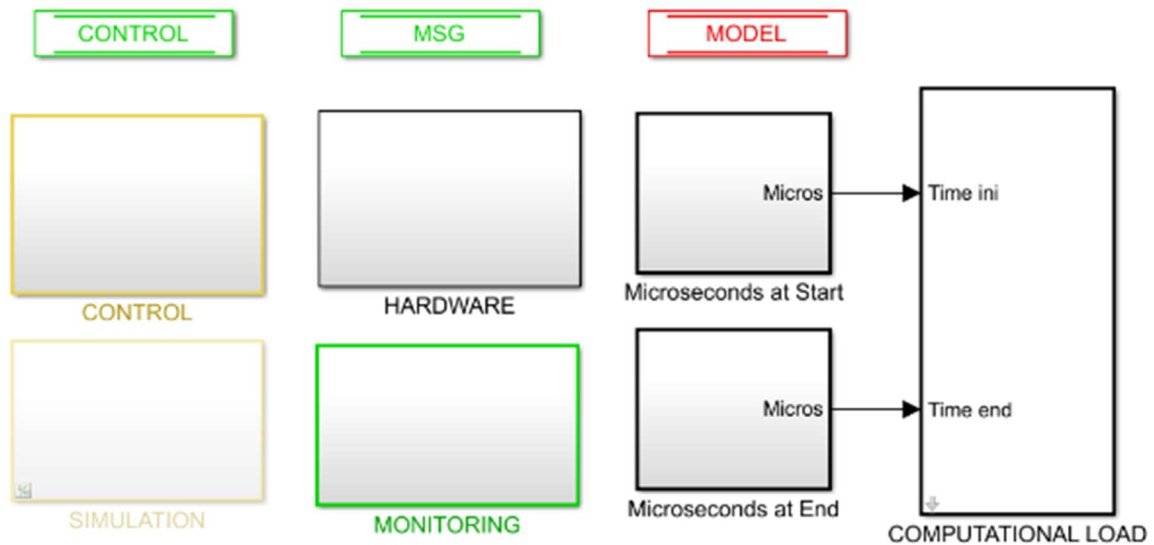 CONTROL
MSG
MODEL
CONTROL
HARDWARE
Micros
Microseconds at Start
Time ini
SIMULATION
MONITORING
Micros
Microseconds at End
Time end
COMPUTATIONAL LOAD